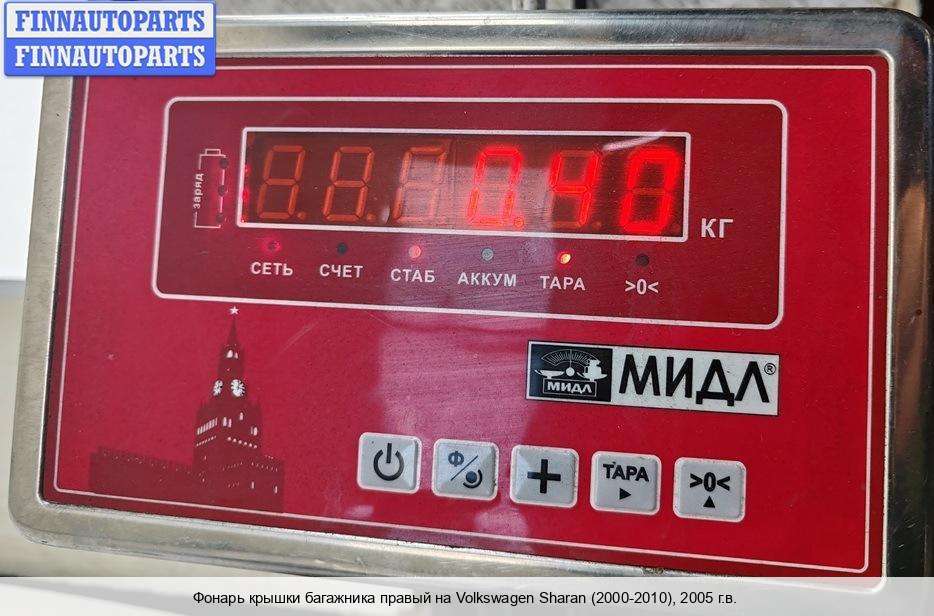 FINNAUTOPARTS
FINNAUTOPARTS
заряд
0.40
КГ
СЕТЬ СЧЕТ СТАБ АККУМ ТАРА >0<
МИДЛ МИДЛ®
Ф ТАРА >0<
Фонарь крышки багажника правый на Volkswagen Sharan (2000-2010), 2005 г.в.